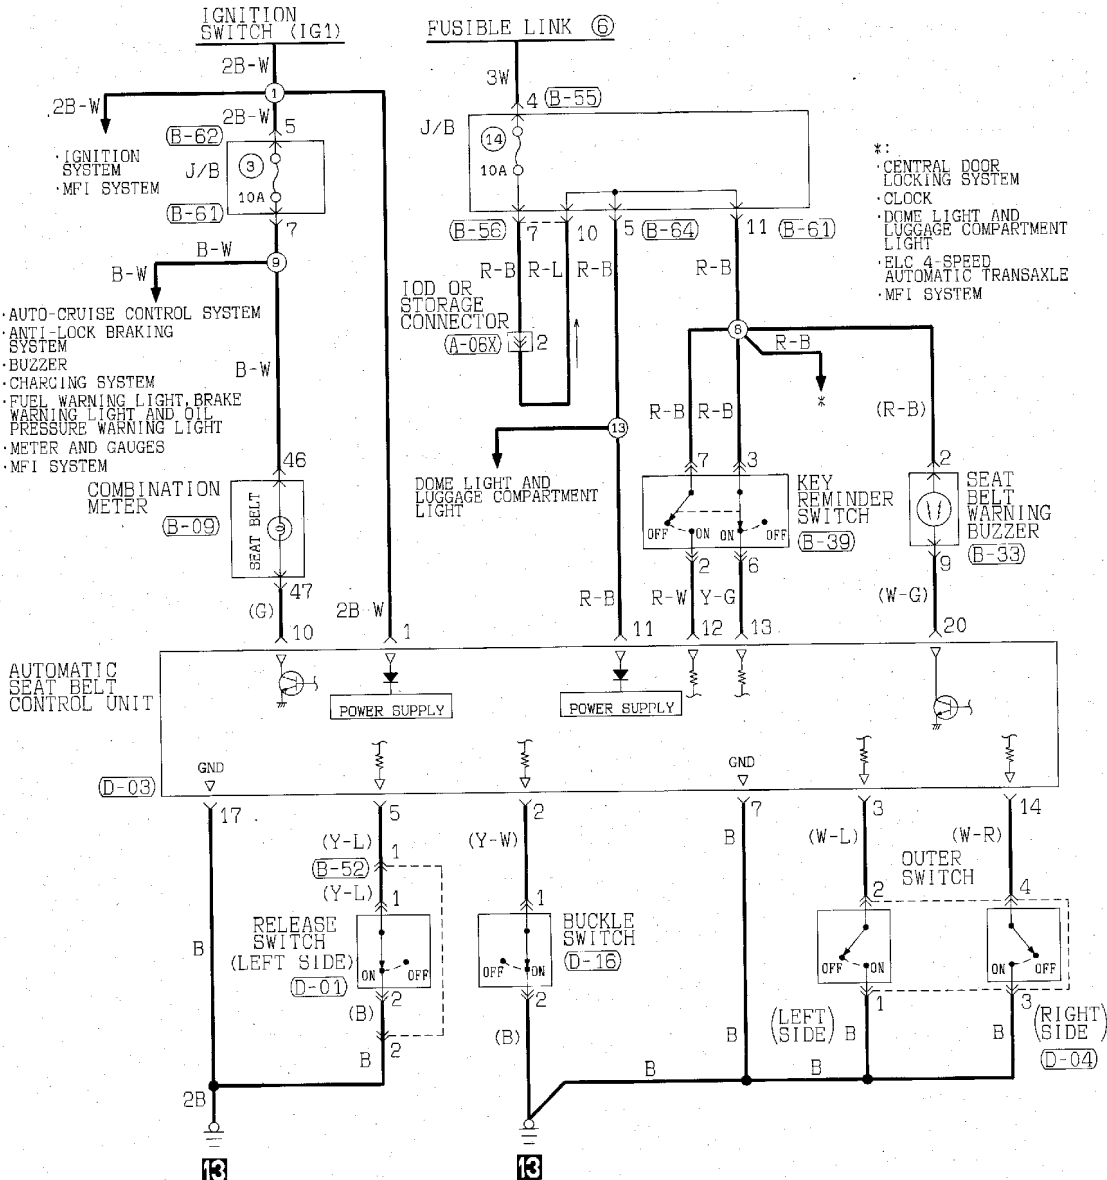 IGNITION
SWITCH (IG1)
FUSIBLE LINK 6
2B-W
3W
1
2B-W
2B-W
4
B-55
B-62
5
J/B
·IGNITION
SYSTEM
·MFI SYSTEM
J/B
3
10A
14
10A
*:
·CENTRAL DOOR
LOCKING SYSTEM
·CLOCK
·DOME LIGHT AND
LUGGAGE COMPARTMENT
LIGHT
·ELC 4-SPEED
AUTOMATIC TRANSAXLE
·MFI SYSTEM
B-61
7
B-56
7
10
5
B-64
11
B-61
B-W
9
B-W
R-B
R-L
R-B
R-B
IOD OR
STORAGE
CONNECTOR
A-06X
2
·AUTO-CRUISE CONTROL SYSTEM
·ANTI-LOCK BRAKING
SYSTEM
·BUZZER
·CHARGING SYSTEM
·FUEL WARNING LIGHT,BRAKE
WARNING LIGHT AND OIL
PRESSURE WARNING LIGHT
·METER AND GAUGES
·MFI SYSTEM
B-W
8
R-B
*
R-B
R-B
(R-B)
13
DOME LIGHT AND
LUGGAGE COMPARTMENT
LIGHT
46
7
3
2
COMBINATION
METER
B-09
SEAT BELT
KEY
REMINDER
SWITCH
B-39
OFF
ON
ON
OFF
SEAT
BELT
WARNING
BUZZER
B-33
47
2
6
9
(G)
2B W
R-B
R-W
Y-G
(W-G)
10
1
11
12
13
20
AUTOMATIC
SEAT BELT
CONTROL UNIT
POWER SUPPLY
POWER SUPPLY
D-03
GND
GND
17
5
2
7
3
14
(Y-L)
1
B-52
(Y-L)
1
(Y-W)
1
B
(W-L)
(W-R)
OUTER
SWITCH
2
4
RELEASE
SWITCH
(LEFT SIDE)
D-01
ON
OFF
BUCKLE
SWITCH
D-16
OFF
ON
OFF
ON
ON
OFF
B
2
(B)
2
(B)
2
B
1
3
(LEFT
SIDE)
B
B
(RIGHT
SIDE)
D-04
2B
B
B
13
13